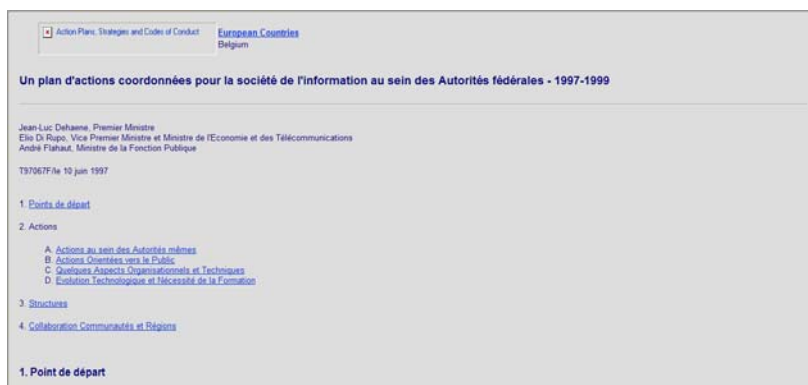 Action Plans, Strategies and Codes of Conduct
European Countries
Belgium
Un plan d'actions coordonnées pour la société de l'information au sein des Autorités fédérales - 1997-1999
Jean-Luc Dehaene, Premier Ministre
Elio Di Rupo, Vice Premier Ministre et Ministre de l'Economie et des Télécommunications
André Flahaut, Ministre de la Fonction Publique
T97067F/le 10 juin 1997
1. Points de départ
2. Actions
A. Actions au sein des Autorités mêmes
B. Actions Orientées vers le Public
C. Quelques Aspects Organisationnels et Techniques
D. Evolution Technologique et Nécessité de la Formation
3. Structures
4. Collaboration Communautés et Régions
1. Point de départ